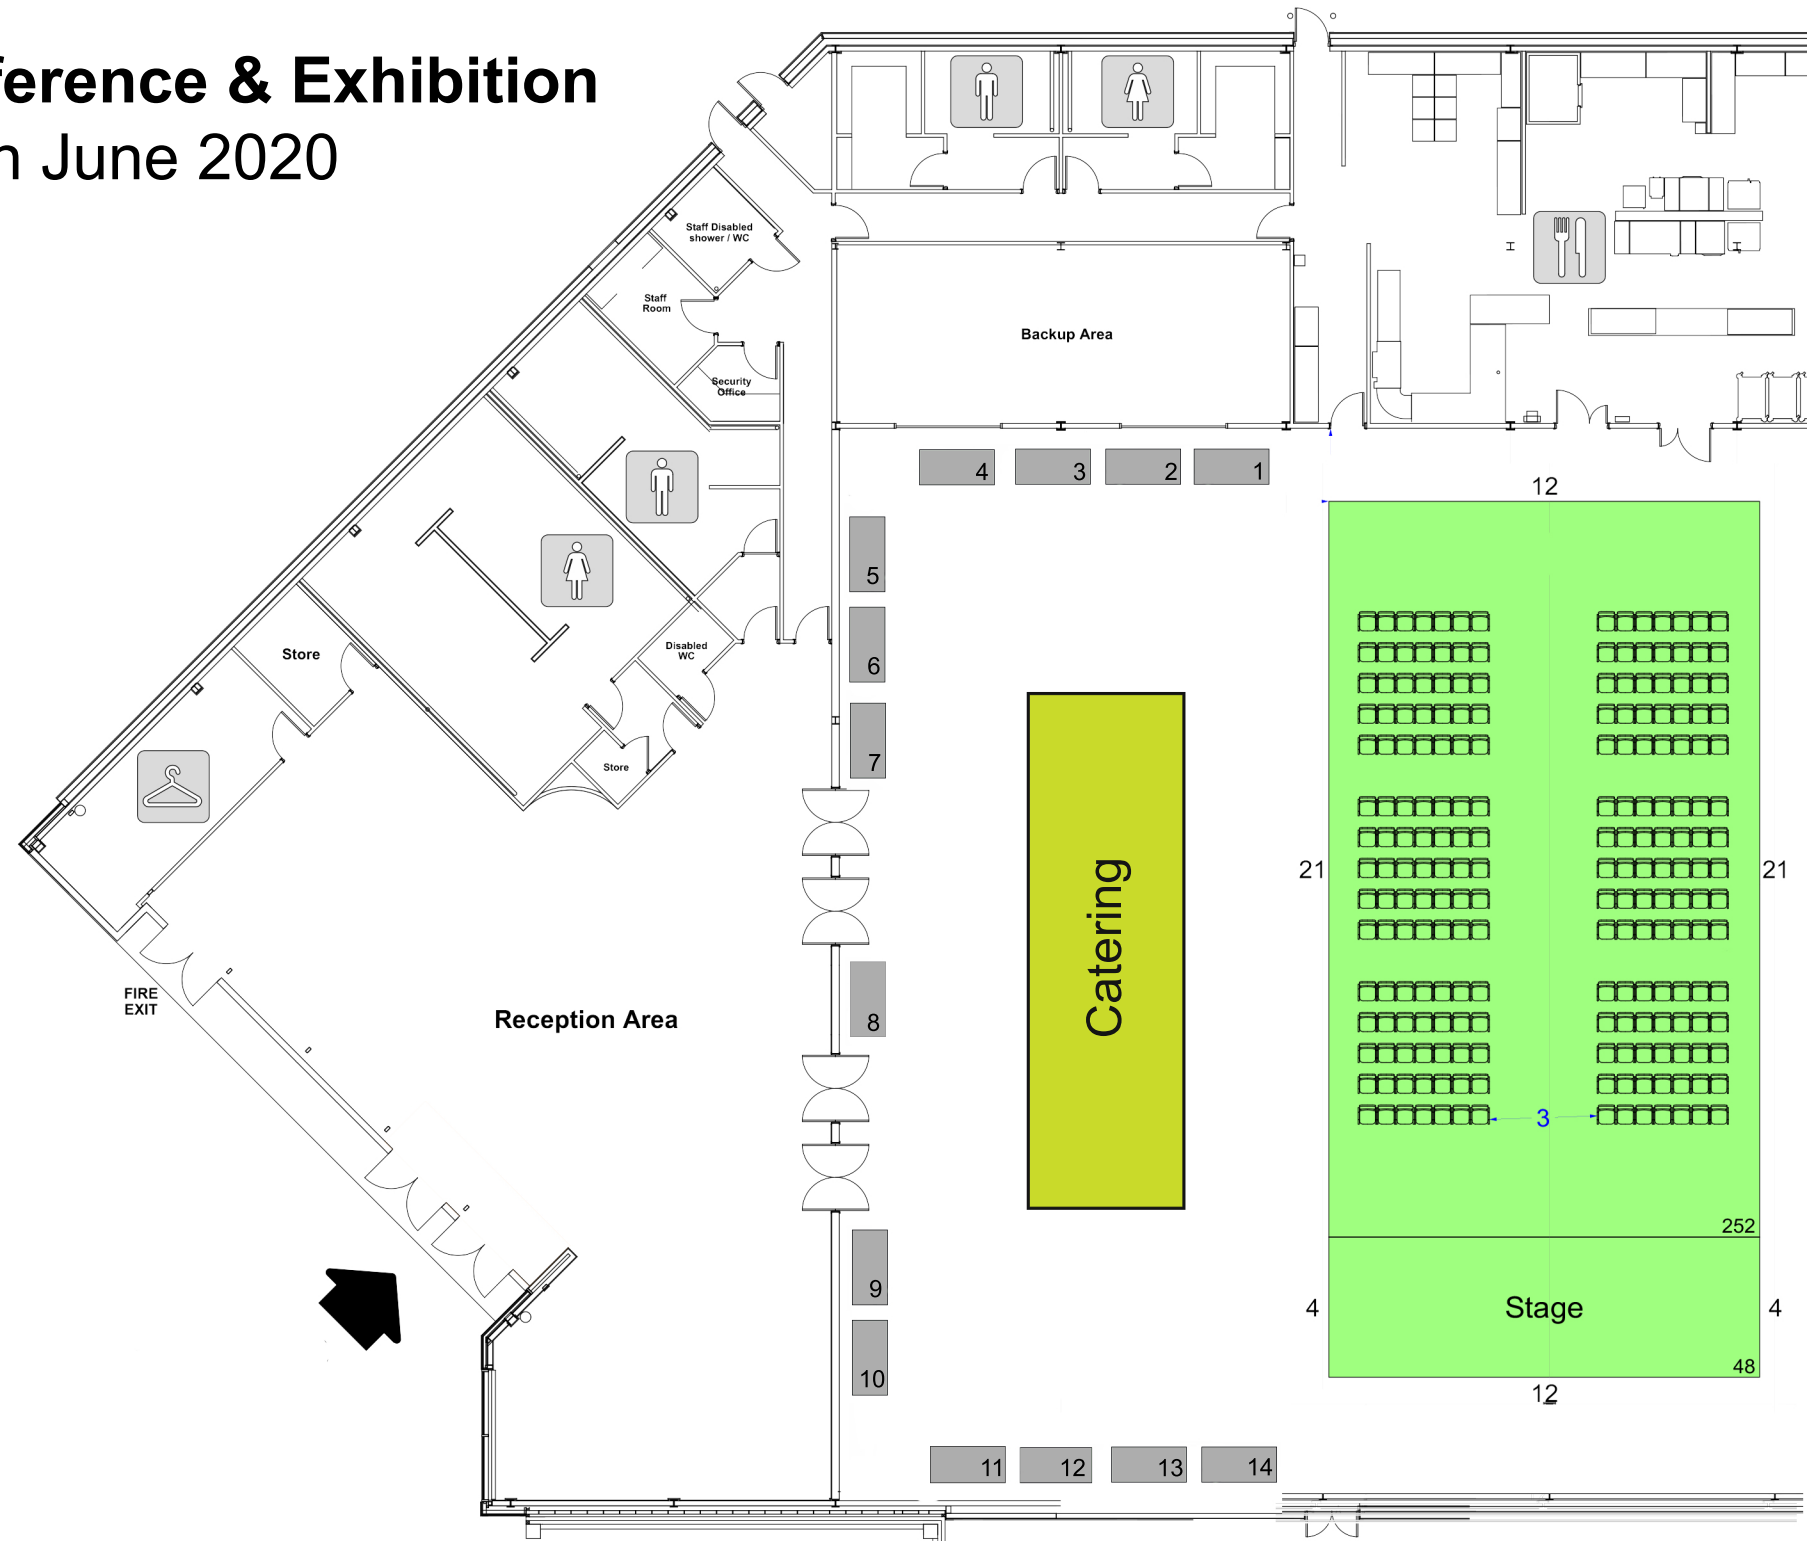 ference & Exhibition
n June 2020
Staff Disabled
shower / WC
Staff
Room
Security
Office
Backup Area
4
3
2
1
12
5
6
7
Store
Disabled
WC
Store
21
21
Catering
FIRE
EXIT
Reception Area
8
3
252
9
10
4
Stage
4
48
12
11
12
13
14